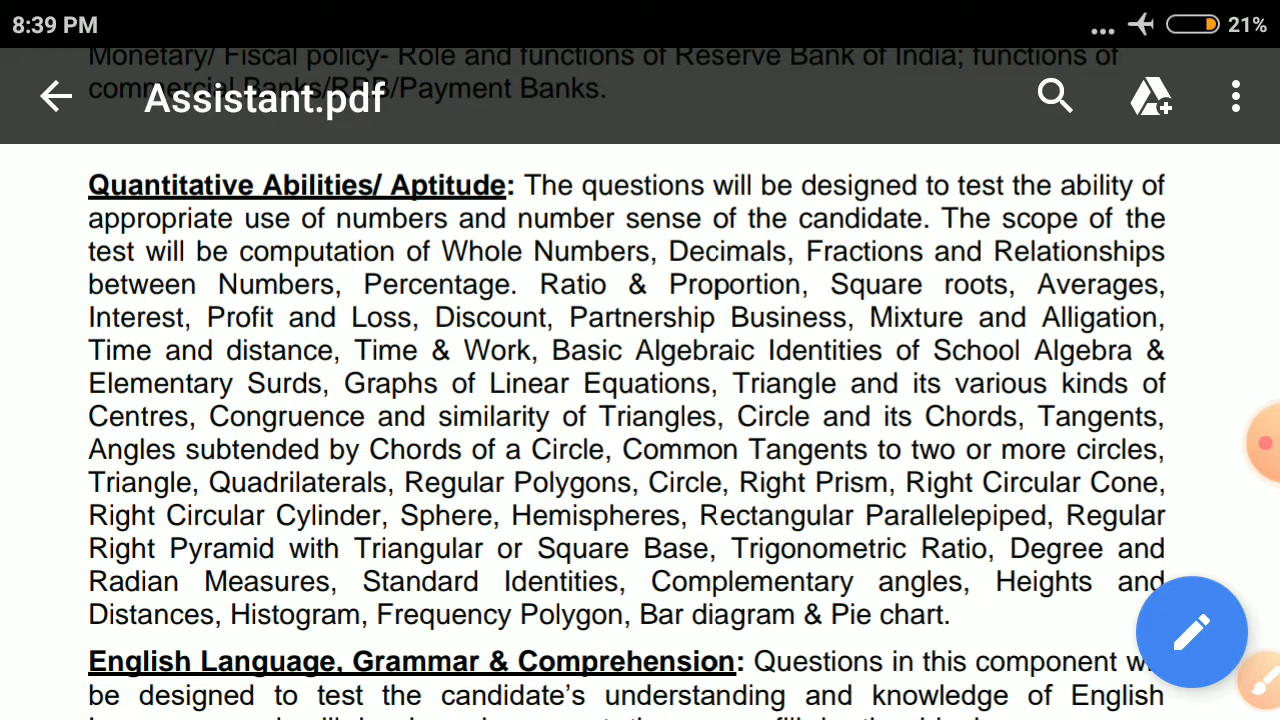 8:39 PM
21%
Monetary/ Fiscal policy- Role and functions of Reserve Bank of India; functions of
commercial Banks/RRB/Payment Banks.
Assistant.pdf
Quantitative Abilities/ Aptitude: The questions will be designed to test the ability of
appropriate use of numbers and number sense of the candidate. The scope of the
test will be computation of Whole Numbers, Decimals, Fractions and Relationships
between Numbers, Percentage. Ratio & Proportion, Square roots, Averages,
Interest, Profit and Loss, Discount, Partnership Business, Mixture and Alligation,
Time and distance, Time & Work, Basic Algebraic Identities of School Algebra &
Elementary Surds, Graphs of Linear Equations, Triangle and its various kinds of
Centres, Congruence and similarity of Triangles, Circle and its Chords, Tangents,
Angles subtended by Chords of a Circle, Common Tangents to two or more circles,
Triangle, Quadrilaterals, Regular Polygons, Circle, Right Prism, Right Circular Cone,
Right Circular Cylinder, Sphere, Hemispheres, Rectangular Parallelepiped, Regular
Right Pyramid with Triangular or Square Base, Trigonometric Ratio, Degree and
Radian Measures, Standard Identities, Complementary angles, Heights and
Distances, Histogram, Frequency Polygon, Bar diagram & Pie chart.
English Language, Grammar & Comprehension: Questions in this component
be designed to test the candidate's understanding and knowledge of English